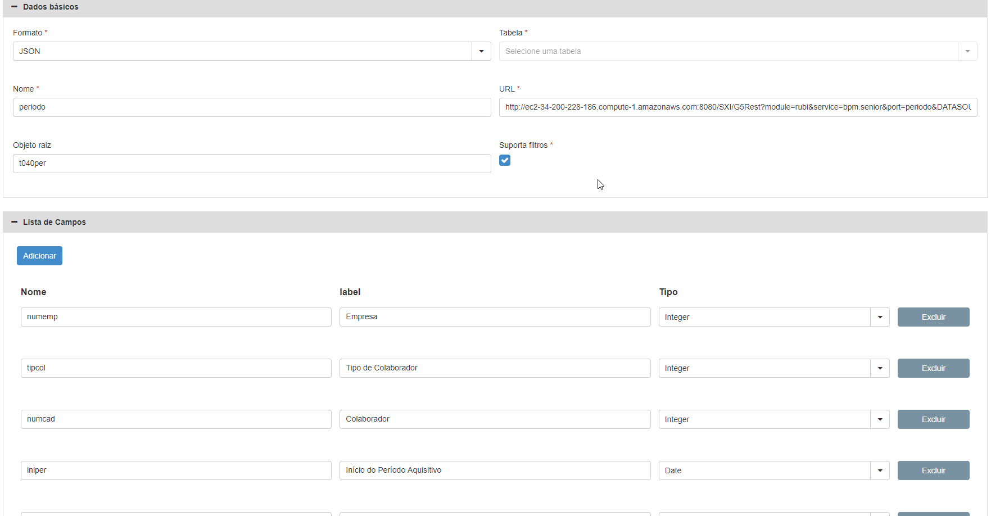 Dados básicos
Formato * Tabela *
JSON Selecione uma tabela
Nome * URL *
periodo http://ec2-34-200-228-186.compute-1.amazonaws.com:8080/SXI/G5Rest?module=rubi&service=bpm.senior&port=periodo&DATASOU
Objeto raiz Suporta filtros *
t040per
Lista de Campos
Adicionar
Nome label Tipo
numemp Empresa Integer Excluir
tipcol Tipo de Colaborador Integer Excluir
numcad Colaborador Integer Excluir
iniper Início do Período Aquisitivo Date Excluir